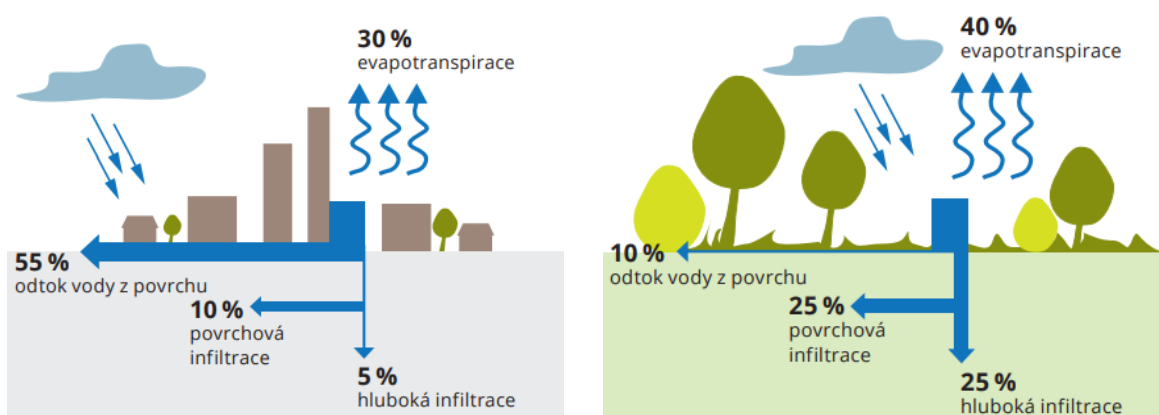 30 %
evapotranspirace
55 %
odtok vody z povrchu
10 %
povrchová
infiltrace
5 %
hluboká infiltrace
40 %
evapotranspirace
10 %
odtok vody z povrchu
25 %
povrchová
infiltrace
25 %
hluboká infiltrace